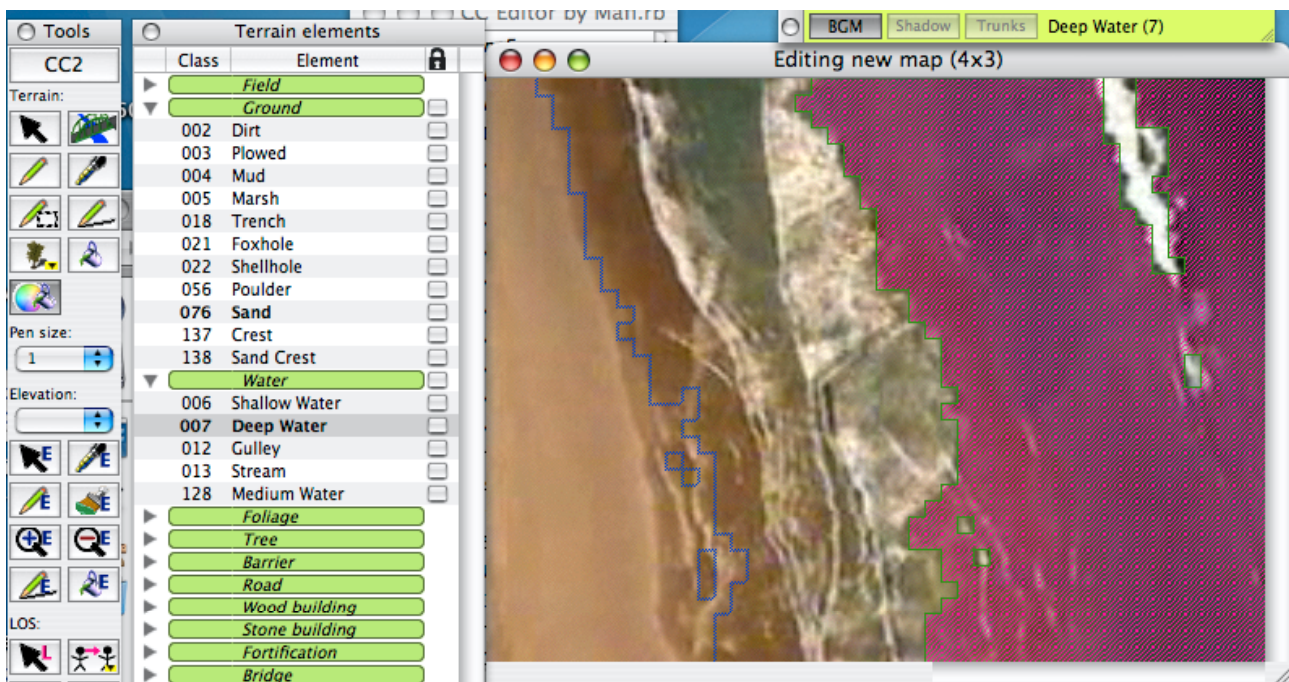 CC Editor by Mafi.rb
BGM Shadow Trunks Deep Water (7)
Tools
CC2
Terrain:
Pen size:
1
Elevation:
E E
E E
E E
E E
LOS:
L
Terrain elements
Class Element
Field
Ground
002 Dirt
003 Plowed
004 Mud
005 Marsh
018 Trench
021 Foxhole
022 Shellhole
056 Poulder
076 Sand
137 Crest
138 Sand Crest
Water
006 Shallow Water
007 Deep Water
012 Gulley
013 Stream
128 Medium Water
Foliage
Tree
Barrier
Road
Wood building
Stone building
Fortification
Bridge
Editing new map (4x3)